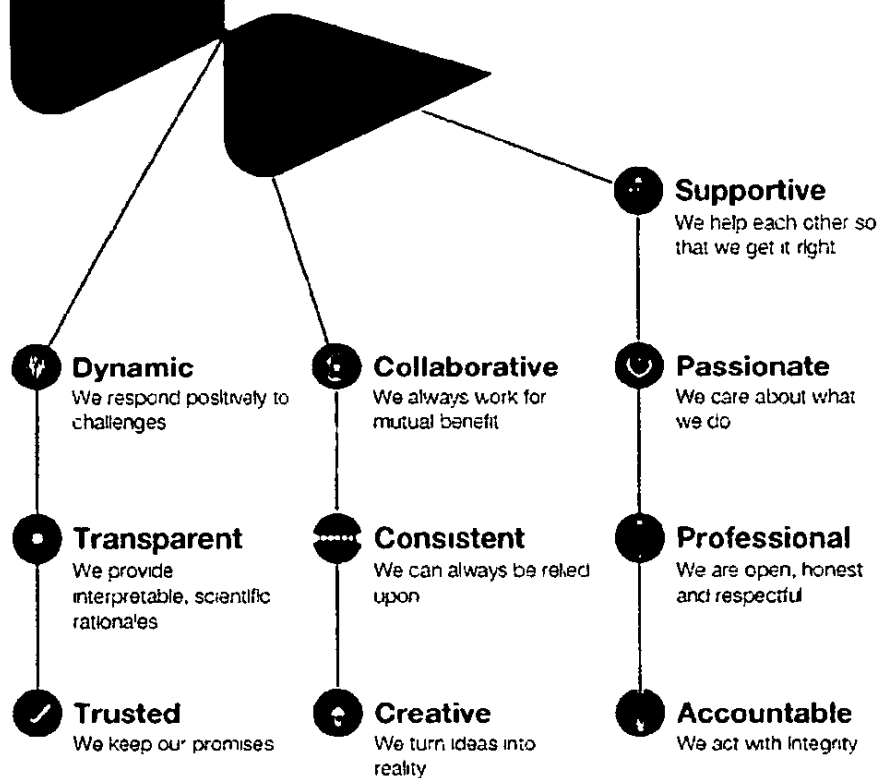 Supportive
We help each other so
that we get it right
Dynamic
We respond positively to
challenges
Collaborative
We always work for
mutual benefit
Passionate
We care about what
we do
Transparent
We provide
interpretable, scientific
rationales
Consistent
We can always be relied
upon
Professional
We are open, honest
and respectful
Trusted
We keep our promises
Creative
We turn ideas into
reality
Accountable
We act with integrity